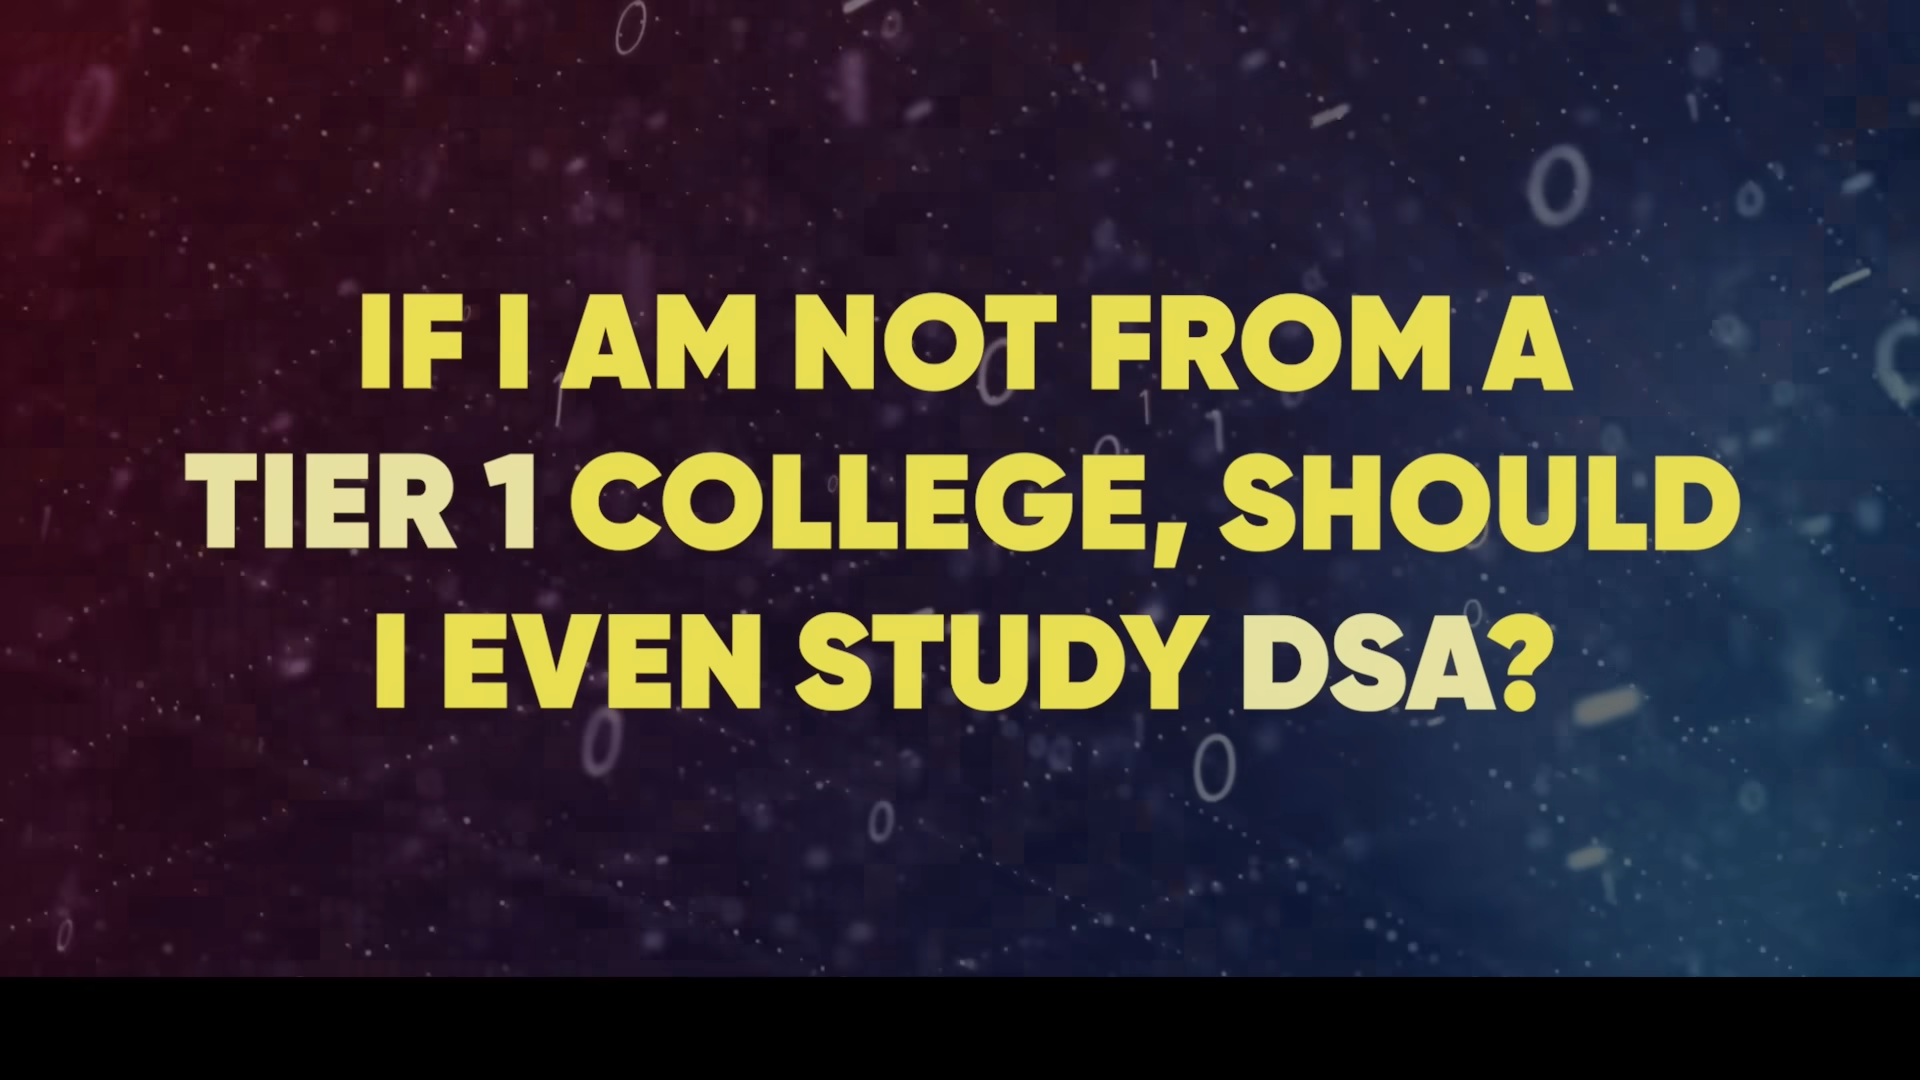 IF I AM NOT FROM A
TIER 1 COLLEGE, SHOULD
I EVEN STUDY DSA?